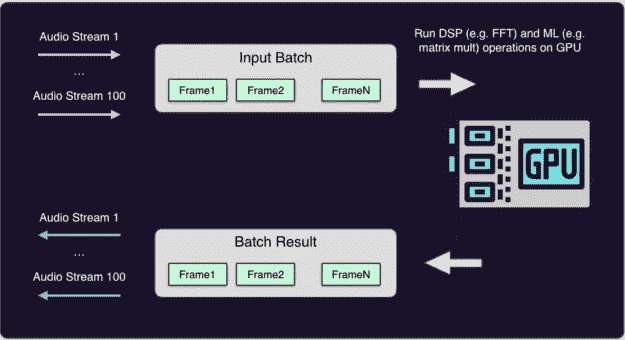 Audio Stream 1
...
Audio Stream 100
Input Batch
Frame1 Frame2 FrameN
Run DSP (e.g. FFT) and ML (e.g.
matrix mult) operations on GPU
GPU
Audio Stream 1
...
Audio Stream 100
Batch Result
Frame1 Frame2 FrameN